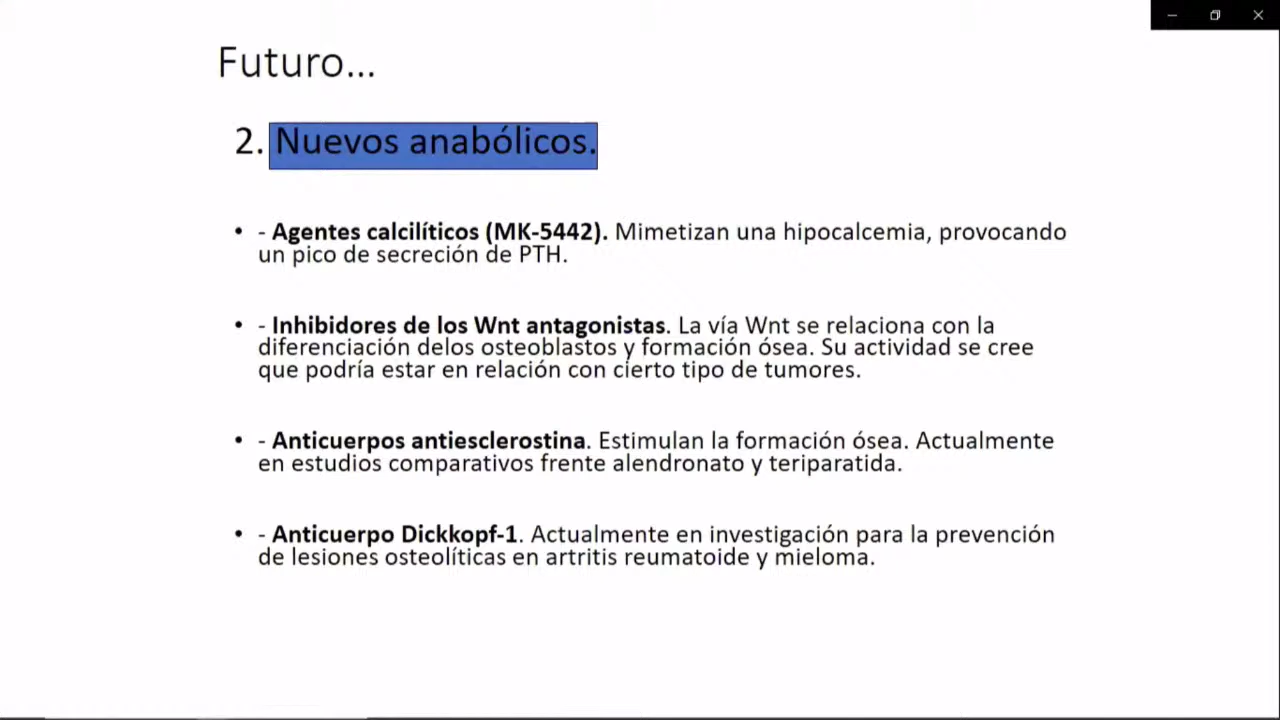 Futuro...
2. Nuevos anabólicos.
• - Agentes calcilíticos (MK-5442). Mimetizan una hipocalcemia, provocando
un pico de secreción de PTH.
• - Inhibidores de los Wnt antagonistas. La vía Wnt se relaciona con la
diferenciación delos osteoblastos y formación ósea. Su actividad se cree
que podría estar en relación con cierto tipo de tumores.
• - Anticuerpos antiesclerostina. Estimulan la formación ósea. Actualmente
en estudios comparativos frente alendronato y teriparatida.
• - Anticuerpo Dickkopf-1. Actualmente en investigación para la prevención
de lesiones osteolíticas en artritis reumatoide y mieloma.